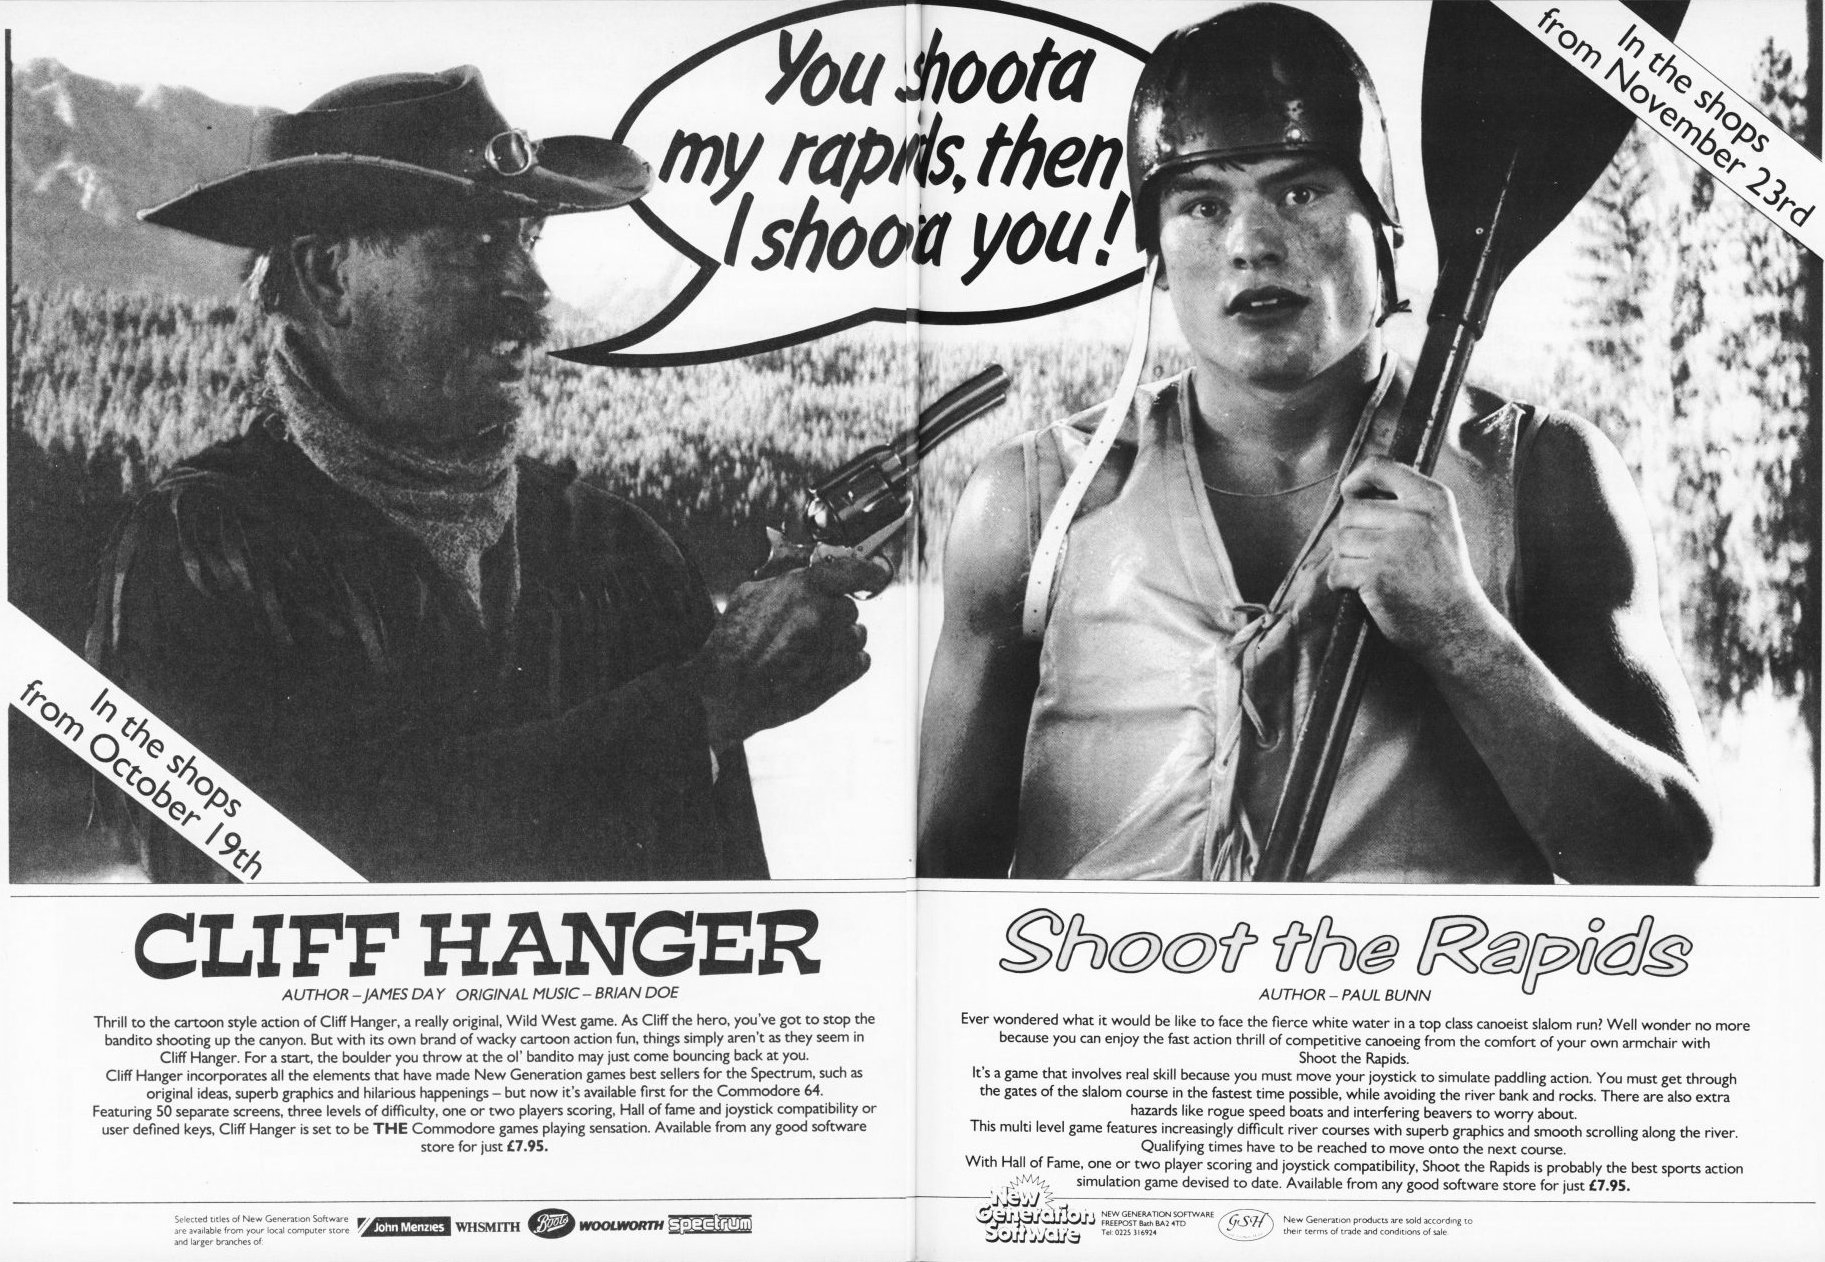 You shoota
my rapids, then
I shoota you!
In the shops
from November 23rd
In the shops
from October 19th
CLIFF HANGER
AUTHOR – JAMES DAY ORIGINAL MUSIC – BRIAN DOE
Thrill to the cartoon style action of Cliff Hanger, a really original, Wild West game. As Cliff the hero, you've got to stop the
bandito shooting up the canyon. But with its own brand of wacky cartoon action fun, things simply aren't as they seem in
Cliff Hanger. For a start, the boulder you throw at the ol' bandito may just come bouncing back at you.
Cliff Hanger incorporates all the elements that have made New Generation games best sellers for the Spectrum, such as
original ideas, superb graphics and hilarious happenings – but now it's available first for the Commodore 64.
Featuring 50 separate screens, three levels of difficulty, one or two players scoring, Hall of fame and joystick compatibility or
user defined keys, Cliff Hanger is set to be THE Commodore games playing sensation. Available from any good software
store for just £7.95.
Selected titles of New Generation Software
are available from your local computer store
and larger branches of:
John Menzies WHSMITH Boots WOOLWORTH spectrum
Shoot the Rapids
AUTHOR – PAUL BUNN
Ever wondered what it would be like to face the fierce white water in a top class canoeist slalom run? Well wonder no more
because you can enjoy the fast action thrill of competitive canoeing from the comfort of your own armchair with
Shoot the Rapids.
It's a game that involves real skill because you must move your joystick to simulate paddling action. You must get through
the gates of the slalom course in the fastest time possible, while avoiding the river bank and rocks. There are also extra
hazards like rogue speed boats and interfering beavers to worry about.
This multi level game features increasingly difficult river courses with superb graphics and smooth scrolling along the river.
Qualifying times have to be reached to move onto the next course.
With Hall of Fame, one or two player scoring and joystick compatibility, Shoot the Rapids is probably the best sports action
simulation game devised to date. Available from any good software store for just £7.95.
New
Generation
Software
NEW GENERATION SOFTWARE
FREEPOST Bath BA2 4TD
Tel: 0225 316924
GSH
New Generation products are sold according to
their terms of trade and conditions of sale.